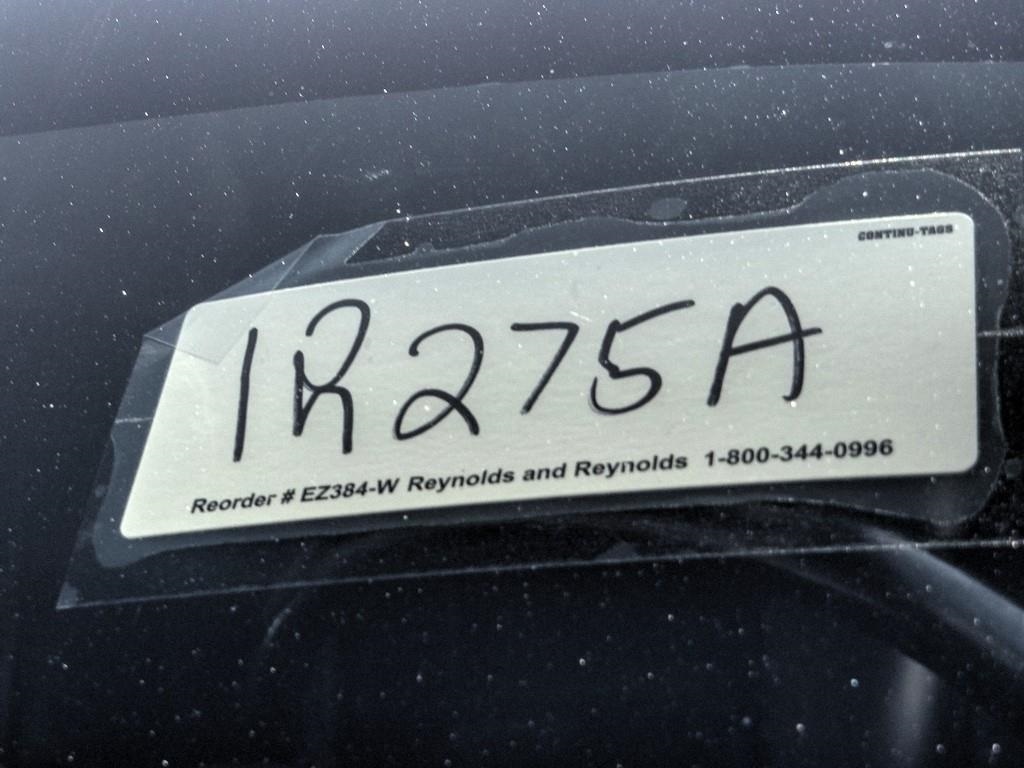 CONTINU-TAGS
1R275A
Reorder # EZ384-W Reynolds and Reynolds 1-800-344-0996